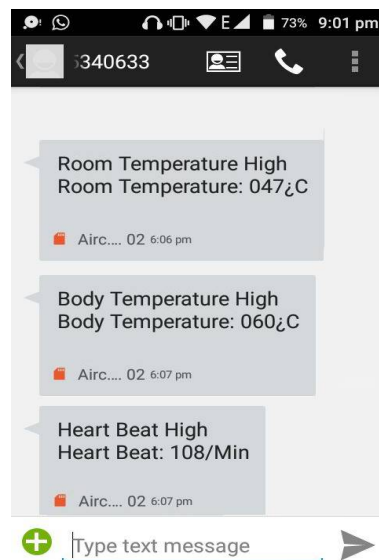 E 73% 9:01 pm
5340633
Room Temperature High
Room Temperature: 047¿C
Airc.... 02 6:06 pm
Body Temperature High
Body Temperature: 060¿C
Airc.... 02 6:07 pm
Heart Beat High
Heart Beat: 108/Min
Airc.... 02 6:07 pm
Type text message